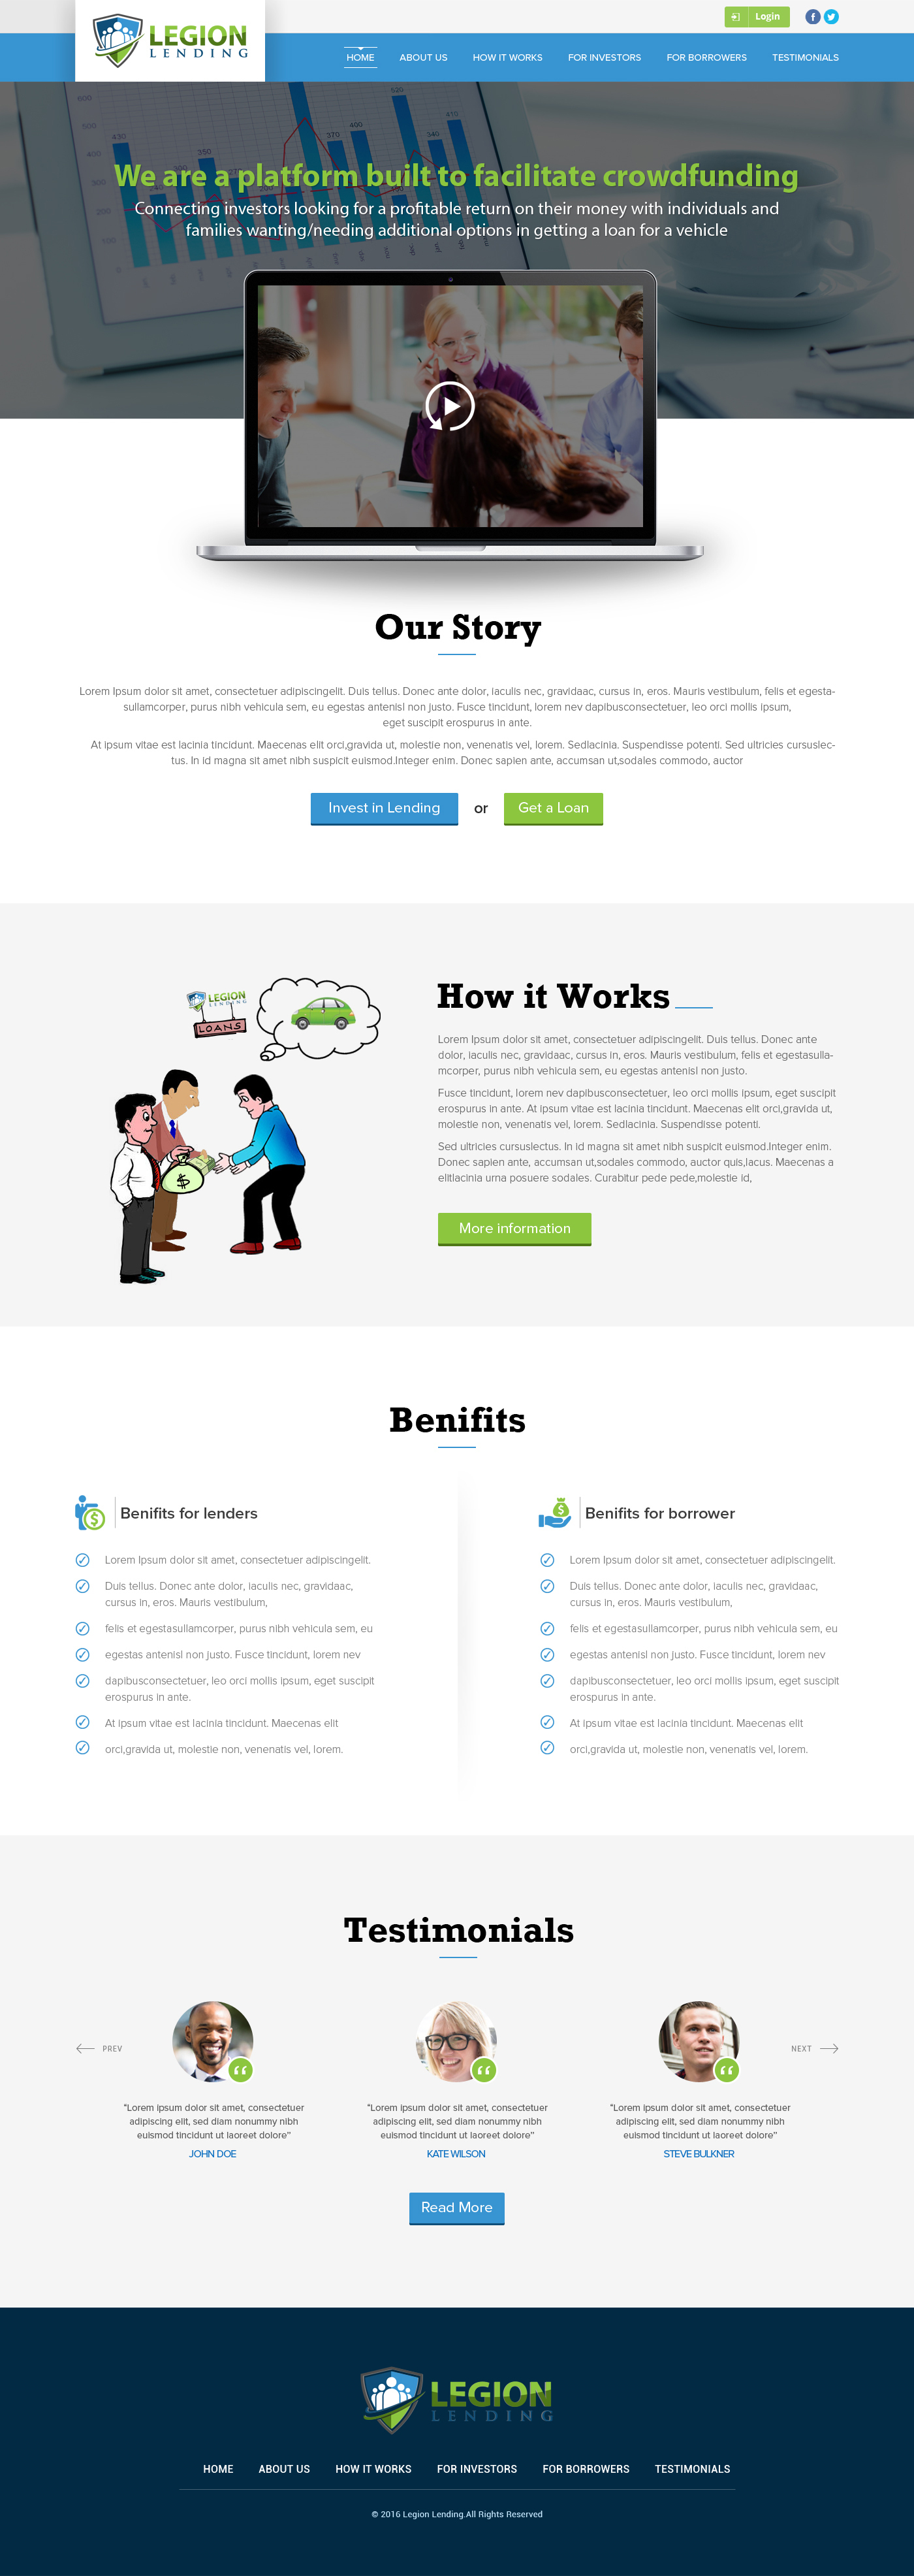 LEGION
LENDING
Login
HOME ABOUT US HOW IT WORKS FOR INVESTORS FOR BORROWERS TESTIMONIALS
We are a platform built to facilitate crowdfunding
Connecting investors looking for a profitable return on their money with individuals and
families wanting/needing additional options in getting a loan for a vehicle
Our Story
Lorem Ipsum dolor sit amet, consectetuer adipiscingelit. Duis tellus. Donec ante dolor, iaculis nec, gravidaac, cursus in, eros. Mauris vestibulum, felis et egesta-
sullamcorper, purus nibh vehicula sem, eu egestas antenisl non justo. Fusce tincidunt, lorem nev dapibusconsectetuer, leo orci mollis ipsum,
eget suscipit erospurus in ante.
At ipsum vitae est lacinia tincidunt. Maecenas elit orci,gravida ut, molestie non, venenatis vel, lorem. Sedlacinia. Suspendisse potenti. Sed ultricies cursuslec-
tus. In id magna sit amet nibh suspicit euismod.Integer enim. Donec sapien ante, accumsan ut,sodales commodo, auctor
Invest in Lending or Get a Loan
LEGION
LENDING
LOANS
$
How it Works
Lorem Ipsum dolor sit amet, consectetuer adipiscingelit. Duis tellus. Donec ante
dolor, iaculis nec, gravidaac, cursus in, eros. Mauris vestibulum, felis et egestasulla-
mcorper, purus nibh vehicula sem, eu egestas antenisl non justo.
Fusce tincidunt, lorem nev dapibusconsectetuer, leo orci mollis ipsum, eget suscipit
erospurus in ante. At ipsum vitae est lacinia tincidunt. Maecenas elit orci,gravida ut,
molestie non, venenatis vel, lorem. Sedlacinia. Suspendisse potenti.
Sed ultricies cursuslectus. In id magna sit amet nibh suspicit euismod.Integer enim.
Donec sapien ante, accumsan ut,sodales commodo, auctor quis,lacus. Maecenas a
elitlacinia urna posuere sodales. Curabitur pede pede,molestie id,
More information
Benifits
Benifits for lenders
Lorem Ipsum dolor sit amet, consectetuer adipiscingelit.
Duis tellus. Donec ante dolor, iaculis nec, gravidaac,
cursus in, eros. Mauris vestibulum,
felis et egestasullamcorper, purus nibh vehicula sem, eu
egestas antenisl non justo. Fusce tincidunt, lorem nev
dapibusconsectetuer, leo orci mollis ipsum, eget suscipit
erospurus in ante.
At ipsum vitae est lacinia tincidunt. Maecenas elit
orci,gravida ut, molestie non, venenatis vel, lorem.
Benifits for borrower
Lorem Ipsum dolor sit amet, consectetuer adipiscingelit.
Duis tellus. Donec ante dolor, iaculis nec, gravidaac,
cursus in, eros. Mauris vestibulum,
felis et egestasullamcorper, purus nibh vehicula sem, eu
egestas antenisl non justo. Fusce tincidunt, lorem nev
dapibusconsectetuer, leo orci mollis ipsum, eget suscipit
erospurus in ante.
At ipsum vitae est lacinia tincidunt. Maecenas elit
orci,gravida ut, molestie non, venenatis vel, lorem.
Testimonials
PREV
NEXT
"Lorem ipsum dolor sit amet, consectetuer
adipiscing elit, sed diam nonummy nibh
euismod tincidunt ut laoreet dolore"
JOHN DOE
"Lorem ipsum dolor sit amet, consectetuer
adipiscing elit, sed diam nonummy nibh
euismod tincidunt ut laoreet dolore"
KATE WILSON
"Lorem ipsum dolor sit amet, consectetuer
adipiscing elit, sed diam nonummy nibh
euismod tincidunt ut laoreet dolore"
STEVE BULKNER
Read More
LEGION
LENDING
HOME ABOUT US HOW IT WORKS FOR INVESTORS FOR BORROWERS TESTIMONIALS
© 2016 Legion Lending.All Rights Reserved